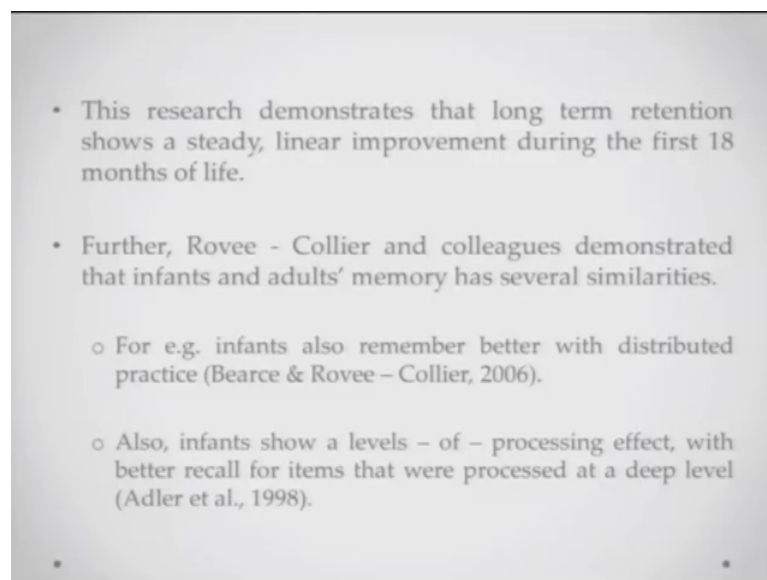 • This research demonstrates that long term retention
shows a steady, linear improvement during the first 18
months of life.
• Further, Rovee - Collier and colleagues demonstrated
that infants and adults’ memory has several similarities.
o For e.g. infants also remember better with distributed
practice (Bearce & Rovee – Collier, 2006).
o Also, infants show a levels – of – processing effect, with
better recall for items that were processed at a deep level
(Adler et al., 1998).